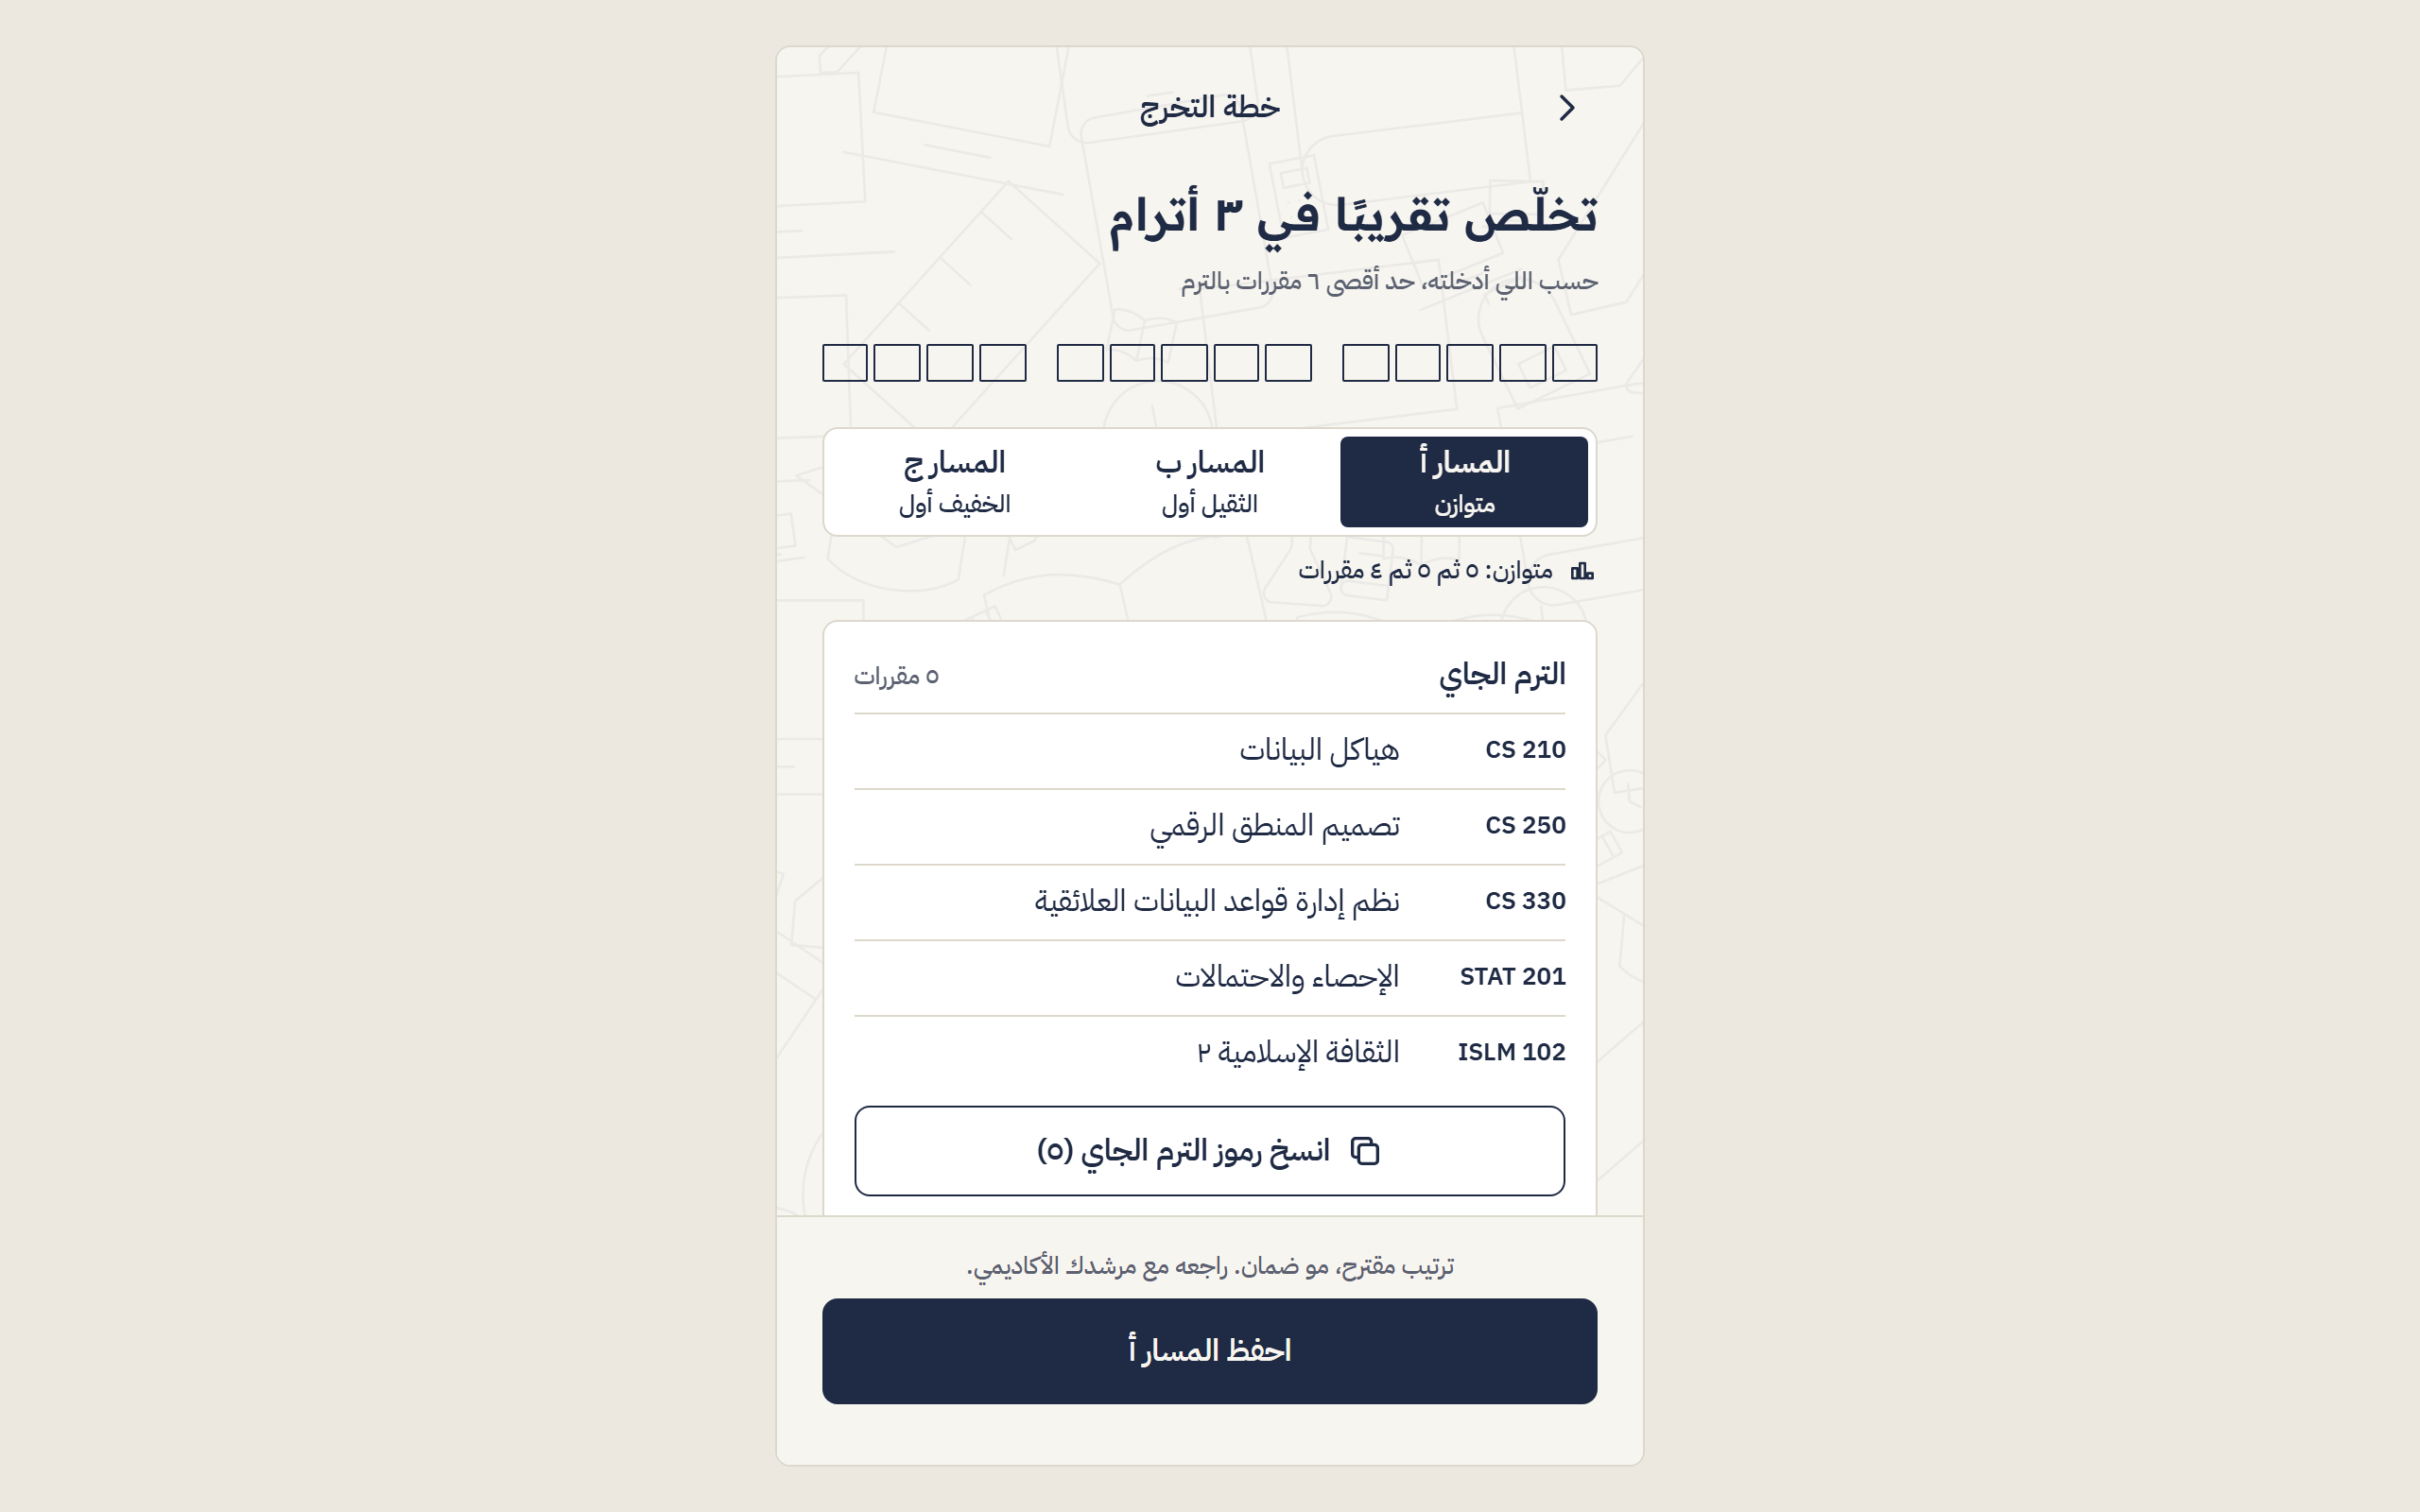 خطة التخرج
تخلّص تقريبًا في ٣ أترام
حسب اللي أدخلته، حد أقصى ٦ مقررات بالترم
المسار أ
متوازن
المسار ب
الثقيل أول
المسار ج
الخفيف أول
متوازن: ٥ ثم ٥ ثم ٤ مقررات
الترم الجاي
٥ مقررات
CS 210 هياكل البيانات
CS 250 تصميم المنطق الرقمي
CS 330 نظم إدارة قواعد البيانات العلائقية
STAT 201 الإحصاء والاحتمالات
ISLM 102 الثقافة الإسلامية ٢
انسخ رموز الترم الجاي (٥)
ترتيب مقترح، مو ضمان. راجعه مع مرشدك الأكاديمي.
احفظ المسار أ